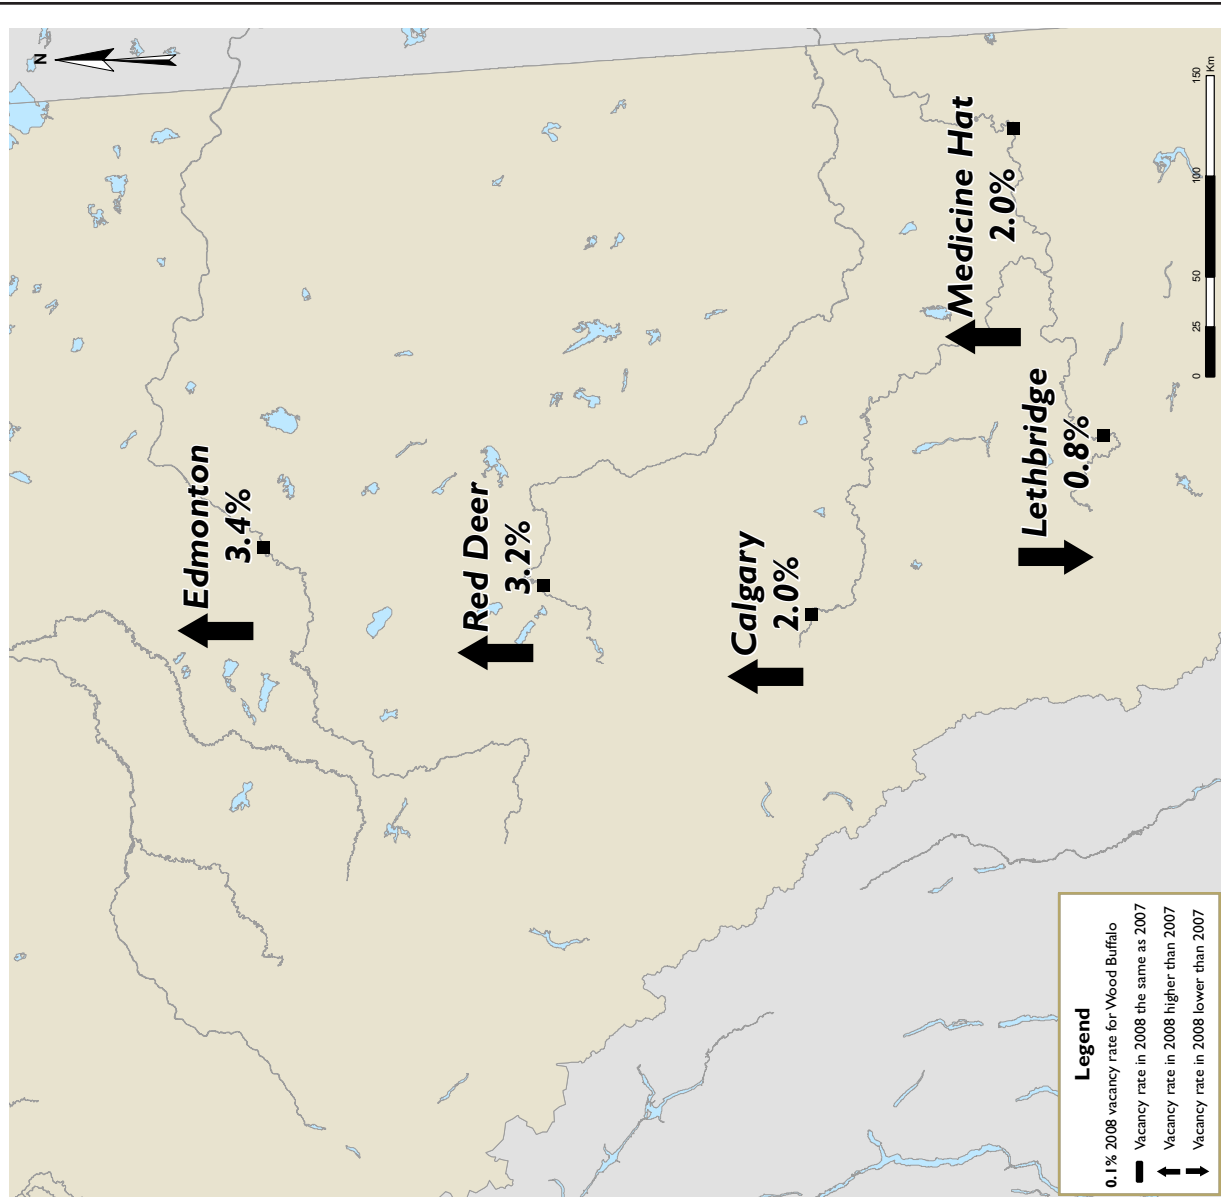 N
Edmonton
3.4%
Red Deer
3.2%
Calgary
2.0%
Medicine Hat
2.0%
Lethbridge
0.8%
0 25 50 100 150
Km
Legend
0.1% 2008 vacancy rate for Wood Buffalo
Vacancy rate in 2008 the same as 2007
Vacancy rate in 2008 higher than 2007
Vacancy rate in 2008 lower than 2007